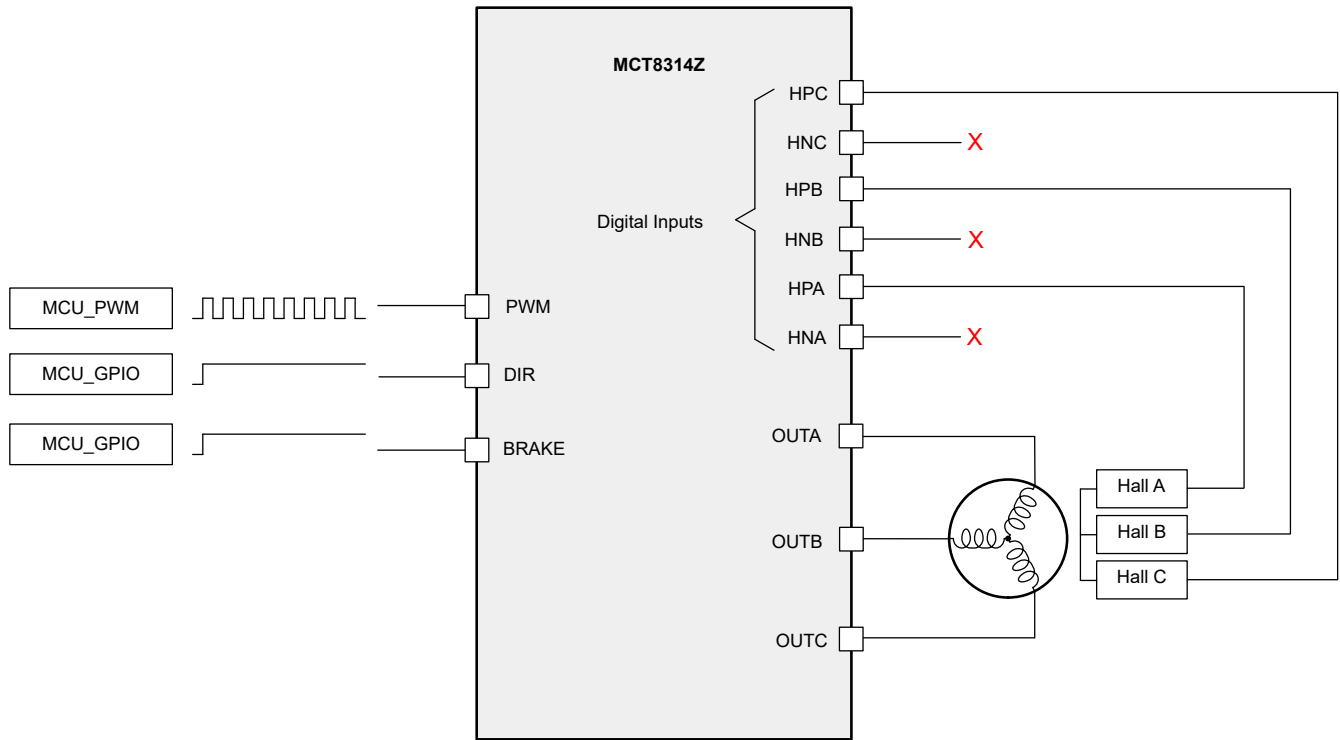 MCT8314Z
HPC
HNC
X
HPB
Digital Inputs
HNB
X
HPA
MCU_PWM
PWM
HNA
X
MCU_GPIO
DIR
OUTA
MCU_GPIO
BRAKE
Hall A
OUTB
Hall B
Hall C
OUTC